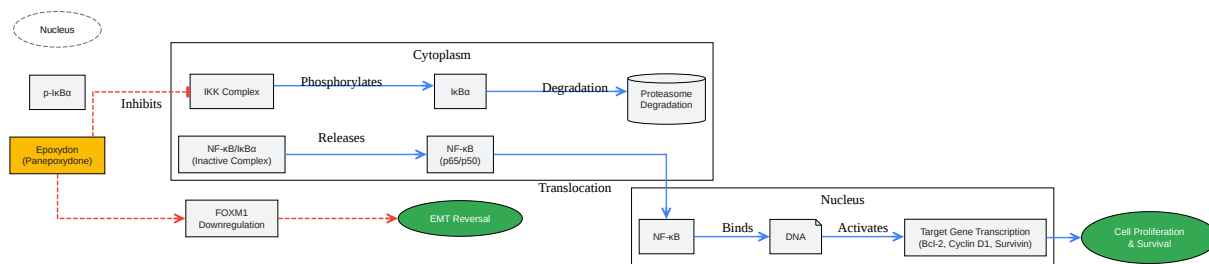 Nucleus
Cytoplasm
p-IκBα
Inhibits
IKK Complex
Phosphorylates
IκBα
Degradation
Proteasome
Degradation
Epoxydon
(Panepoxydone)
NF-κB/IκBα
(Inactive Complex)
Releases
NF-κB
(p65/p50)
Translocation
FOXM1
Downregulation
EMT Reversal
Nucleus
NF-κB
Binds
DNA
Activates
Target Gene Transcription
(Bcl-2, Cyclin D1, Survivin)
Cell Proliferation
& Survival